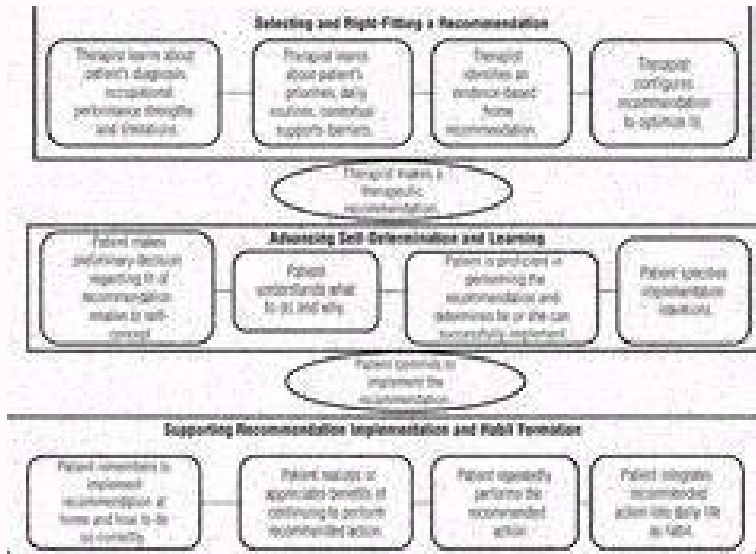 Selecting and Right-Fitting a Recommendation
Therapist learns about
patient's diagnosis,
occupational
performance strengths
and limitations.
Therapist learns
about patient's
priorities, daily
routines, contextual
supports/barriers.
Therapist
identifies an
evidence-based
home
recommendation.
Therapist
configures
recommendation
to optimize fit.
Therapist makes a
therapeutic
recommendation.
Advancing Self-Determination and Learning
Patient makes
preliminary decision
regarding fit of
recommendation
relative to self-
concept
Patient
understands what
to do and why.
Patient is proficient in
performing the
recommendation and
determines he or she can
successfully implement
Patient specifies
implementation
intentions.
Patient commits to
implement the
recommendation.
Supporting Recommendation Implementation and Habit Formation
Patient remembers to
implement
recommendation at
home and how to do
so correctly.
Patient realizes or
appreciates benefits of
continuing to perform
recommended action.
Patient repeatedly
performs the
recommended
action.
Patient integrates
recommended
action into daily life
as habit.